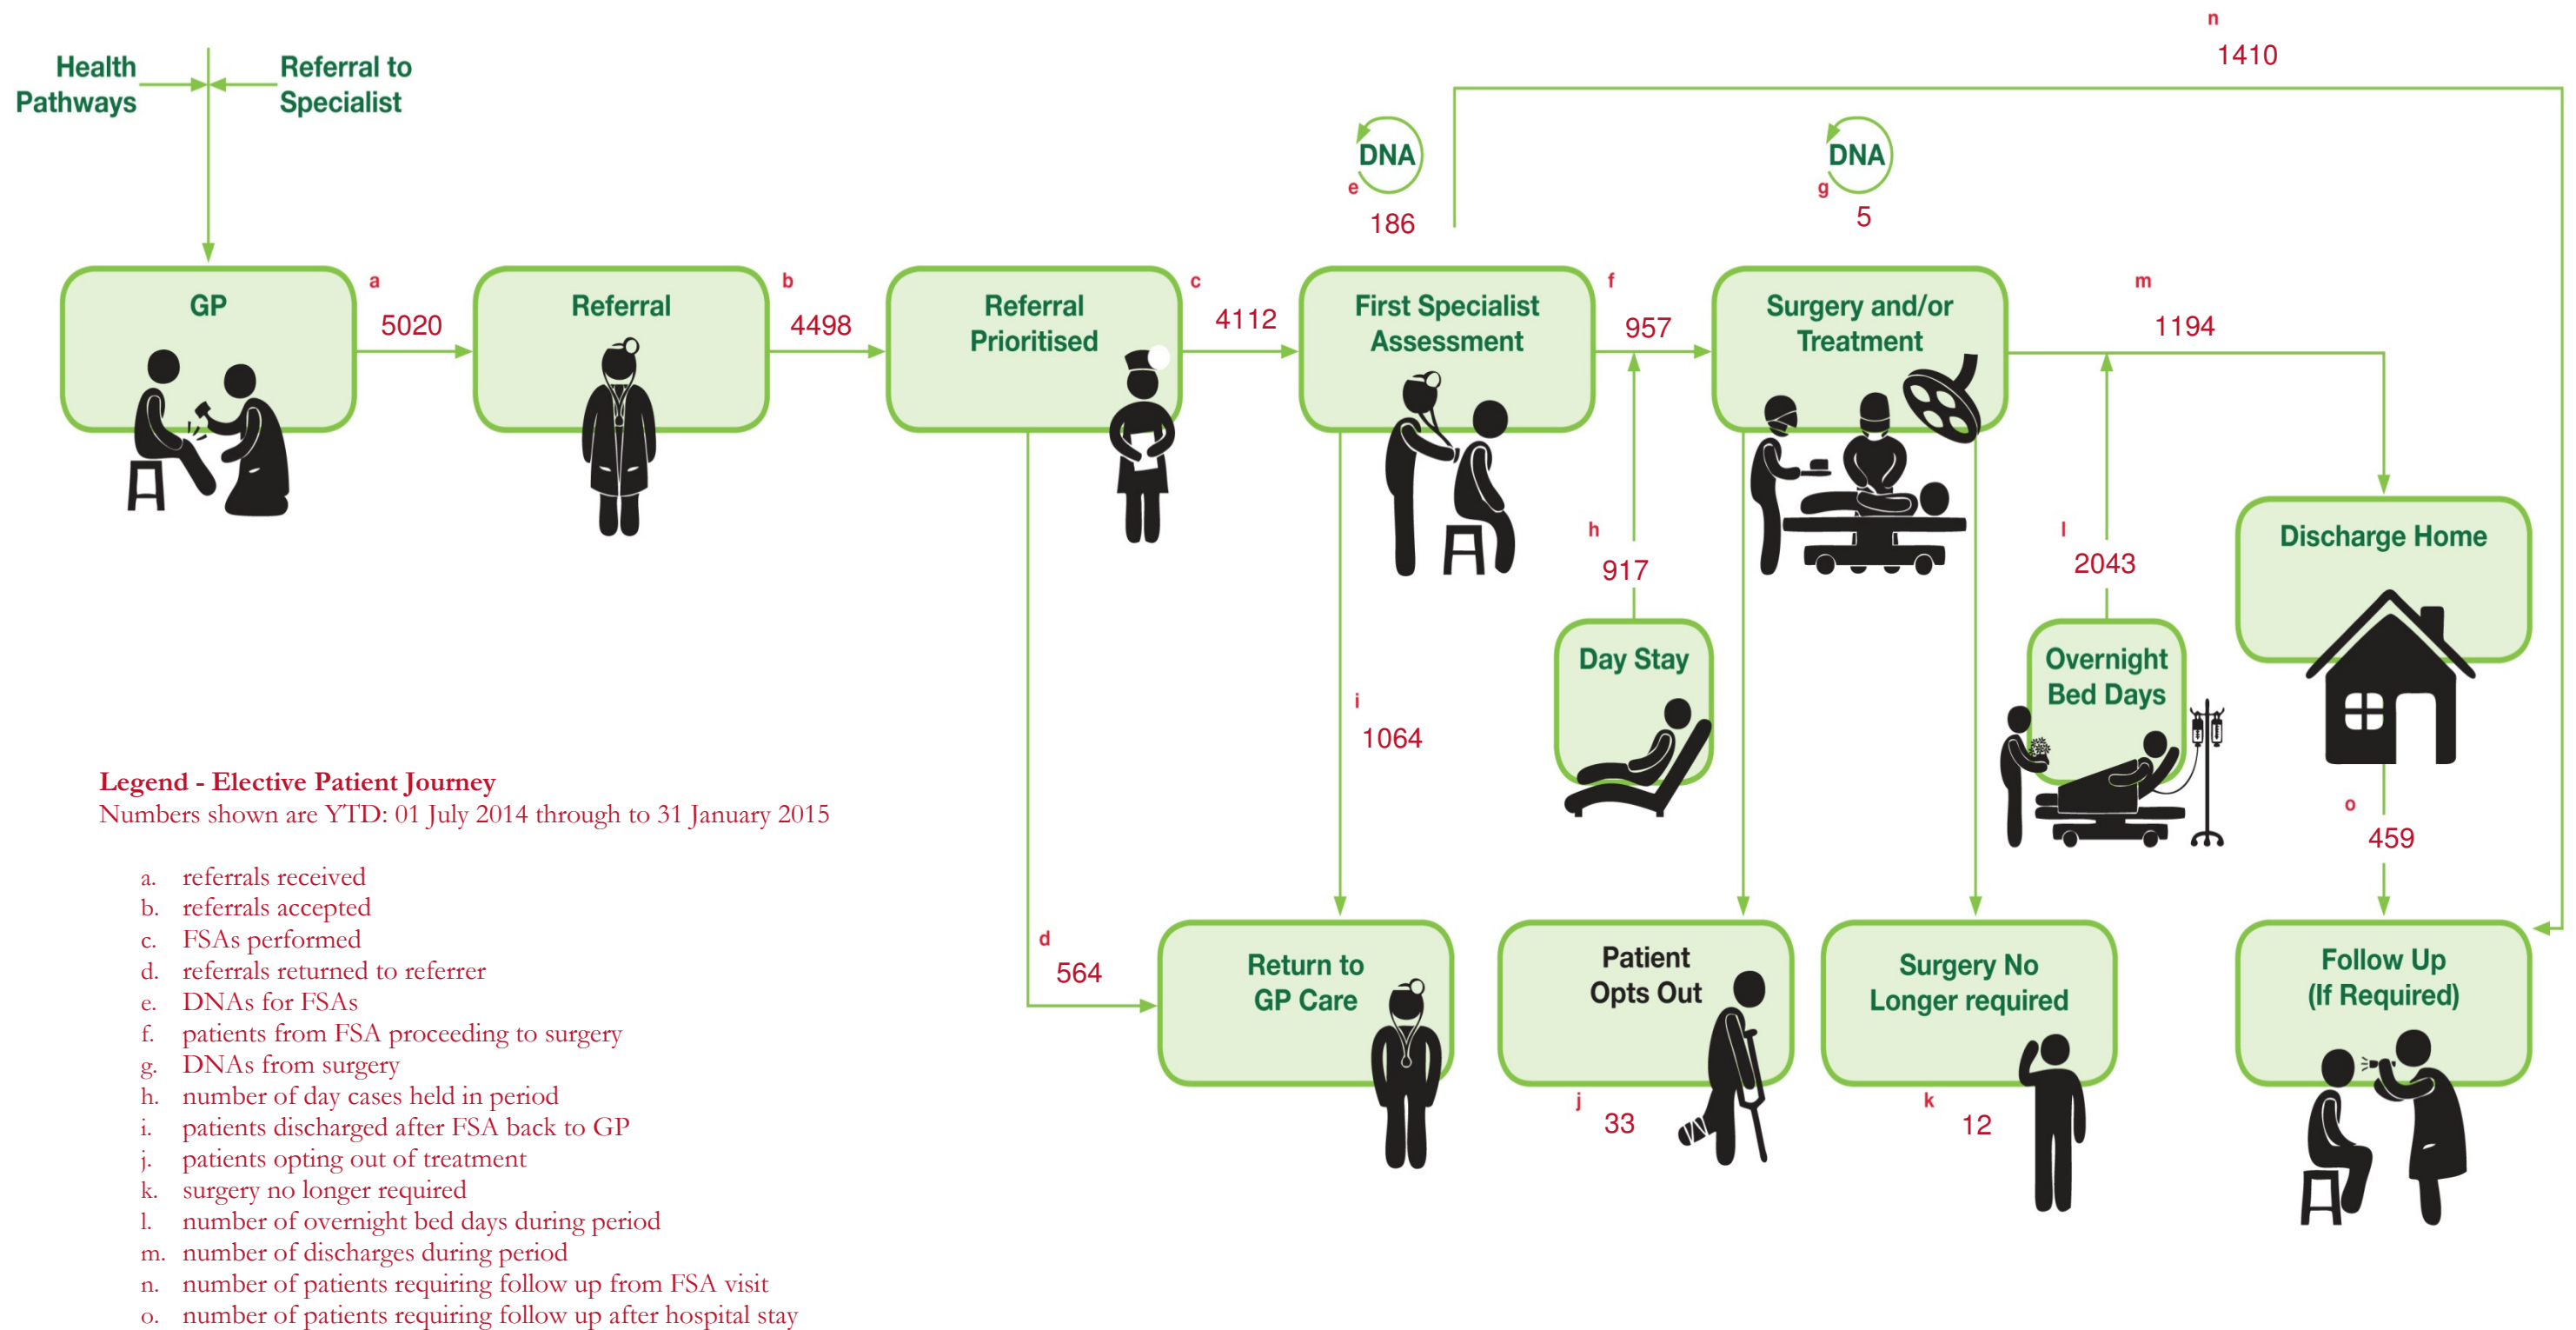 n
1410
Health
Pathways
Referral to
Specialist
DNA
e
186
DNA
g
5
GP
a
5020
Referral
b
4498
Referral
Prioritised
c
4112
First Specialist
Assessment
f
957
Surgery and/or
Treatment
m
1194
h
917
l
2043
Discharge Home
Day Stay
Overnight
Bed Days
i
1064
o
459
d
564
Return to
GP Care
Patient
Opts Out
Surgery No
Longer required
Follow Up
(If Required)
j
33
k
12
Legend - Elective Patient Journey
Numbers shown are YTD: 01 July 2014 through to 31 January 2015
a. referrals received
b. referrals accepted
c. FSAs performed
d. referrals returned to referrer
e. DNAs for FSAs
f. patients from FSA proceeding to surgery
g. DNAs from surgery
h. number of day cases held in period
i. patients discharged after FSA back to GP
j. patients opting out of treatment
k. surgery no longer required
l. number of overnight bed days during period
m. number of discharges during period
n. number of patients requiring follow up from FSA visit
o. number of patients requiring follow up after hospital stay